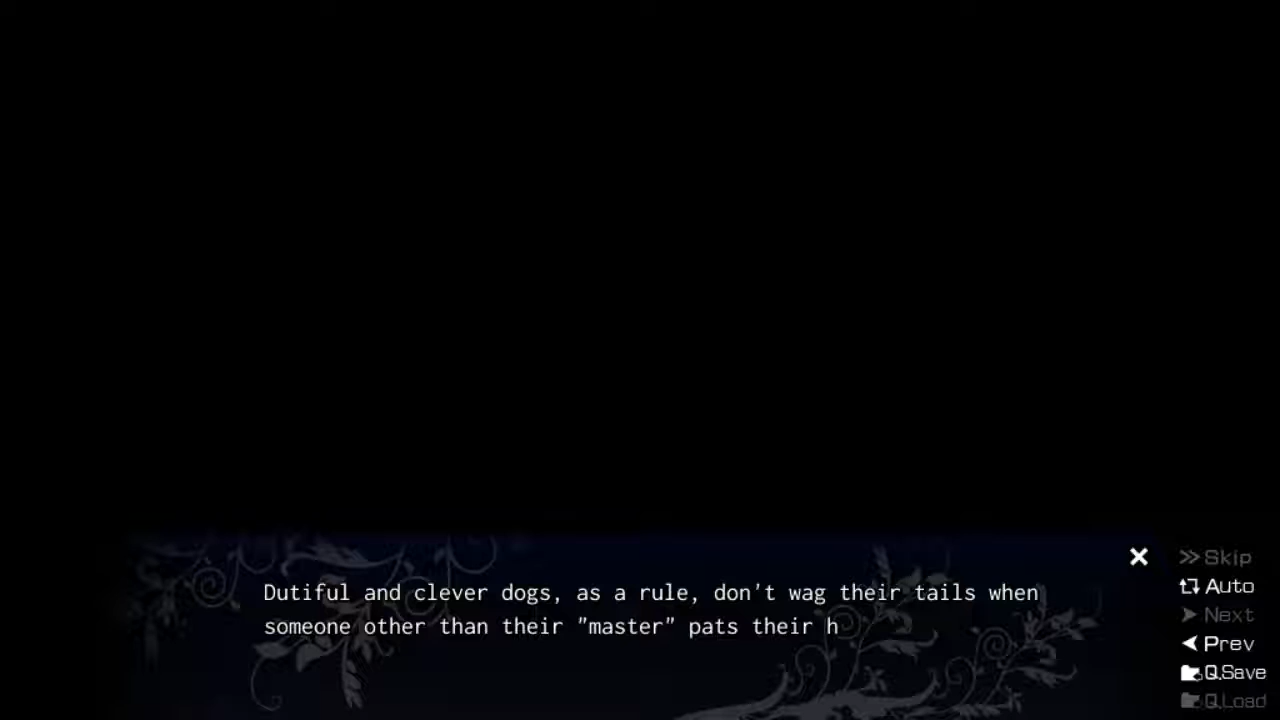 Dutiful and clever dogs, as a rule, don't wag their tails when
someone other than their "master" pats their h
Skip
Auto
Next
Prev
Q.Save
Q.Load